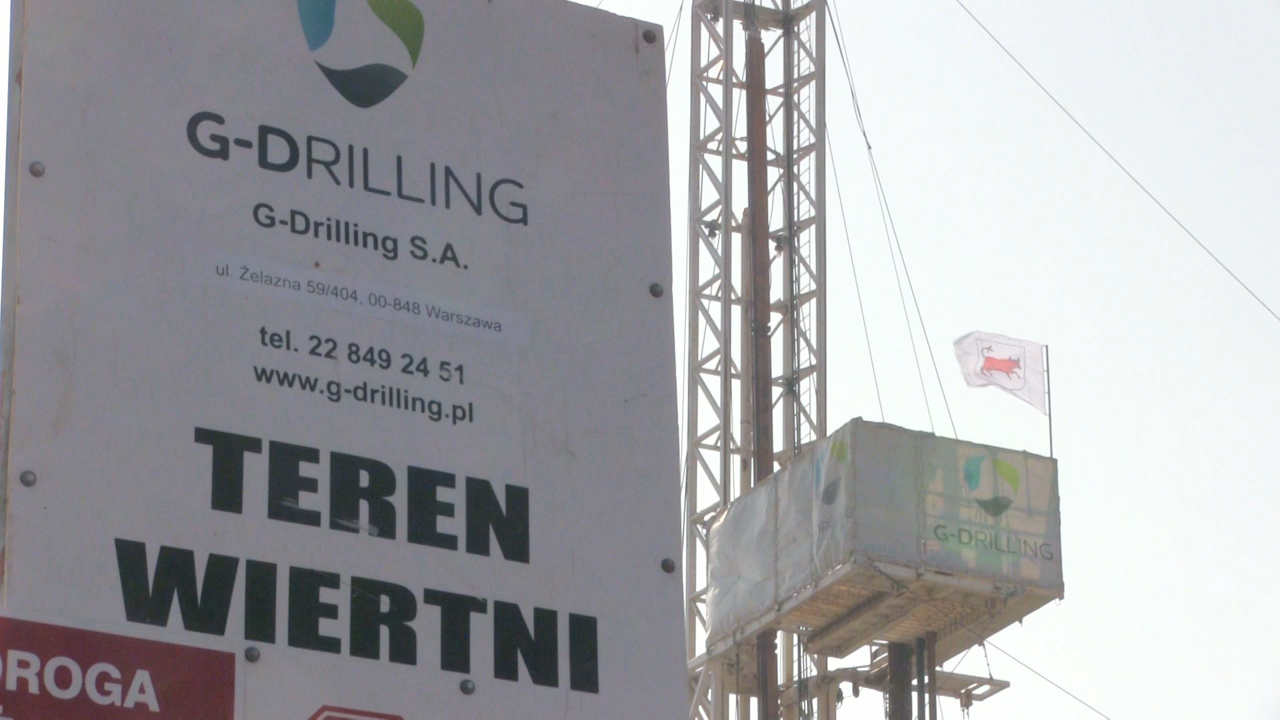 G-DRILLING
G-Drilling S.A.
ul. Żelazna 59/404, 00-848 Warszawa
tel. 22 849 24 51
www.g-drilling.pl
TEREN
WIERTNI
DROGA
G-DRILLING